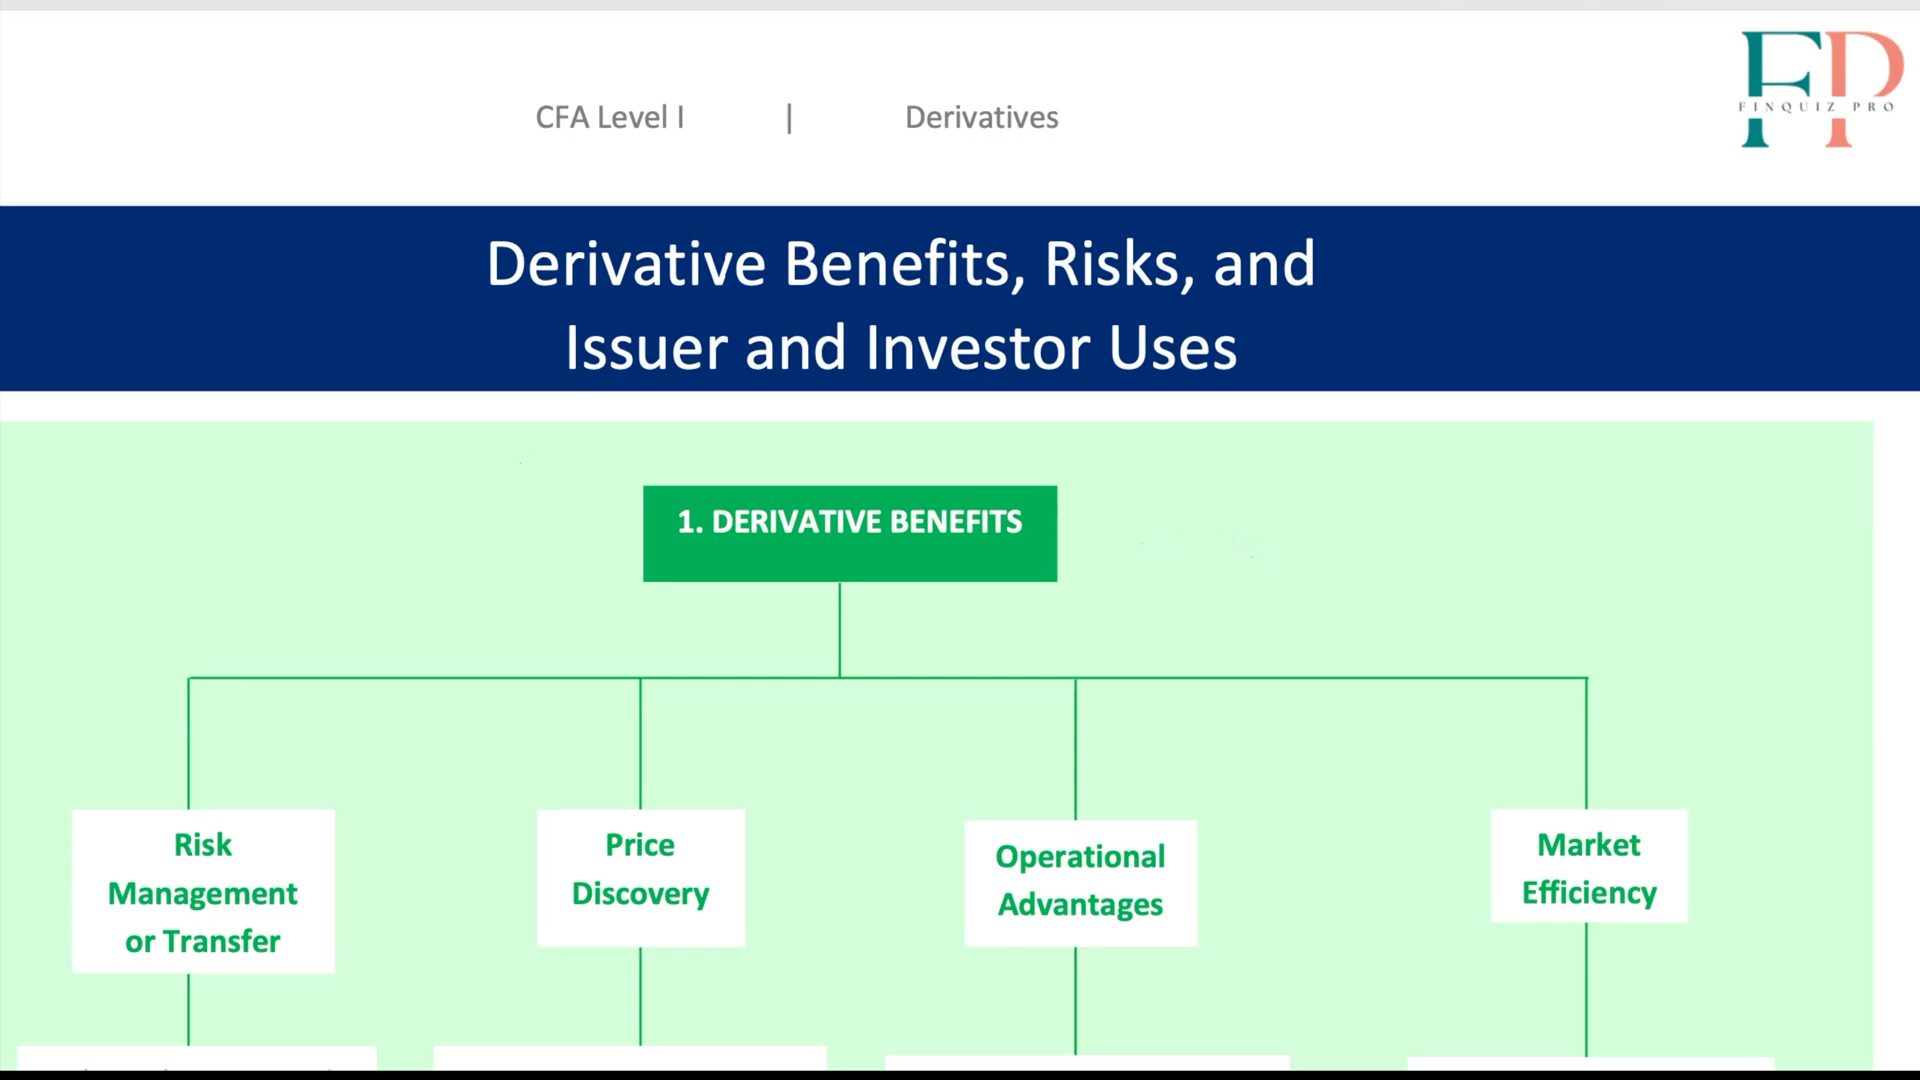 CFA Level I | Derivatives
FP
FINQUIZ PRO
Derivative Benefits, Risks, and
Issuer and Investor Uses
1. DERIVATIVE BENEFITS
Risk
Management
or Transfer
Price
Discovery
Operational
Advantages
Market
Efficiency